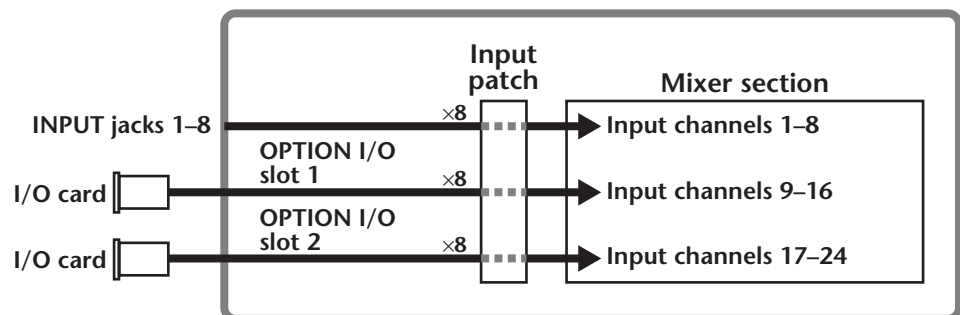 Input
patch
Mixer section
INPUT jacks 1–8
×8
Input channels 1–8
OPTION I/O
slot 1
I/O card
×8
Input channels 9–16
OPTION I/O
slot 2
I/O card
×8
Input channels 17–24